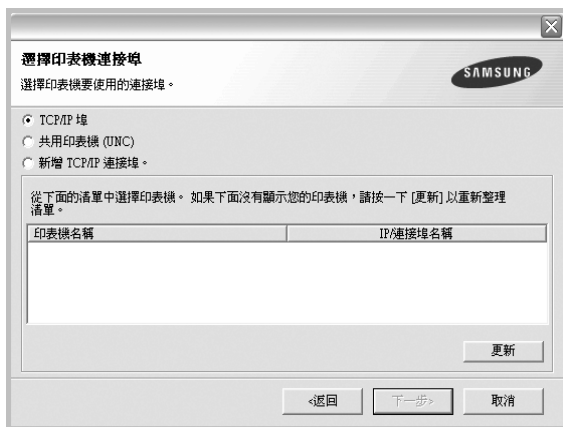 選擇印表機連接埠
選擇印表機要使用的連接埠。
SAMSUNG
TCP/IP 埠
共用印表機 (UNC)
新增 TCP/IP 連接埠。
從下面的清單中選擇印表機。如果下面沒有顯示您的印表機，請按一下 [更新] 以重新整理
清單。
印表機名稱 IP/連接埠名稱
更新
<返回 下一步> 取消